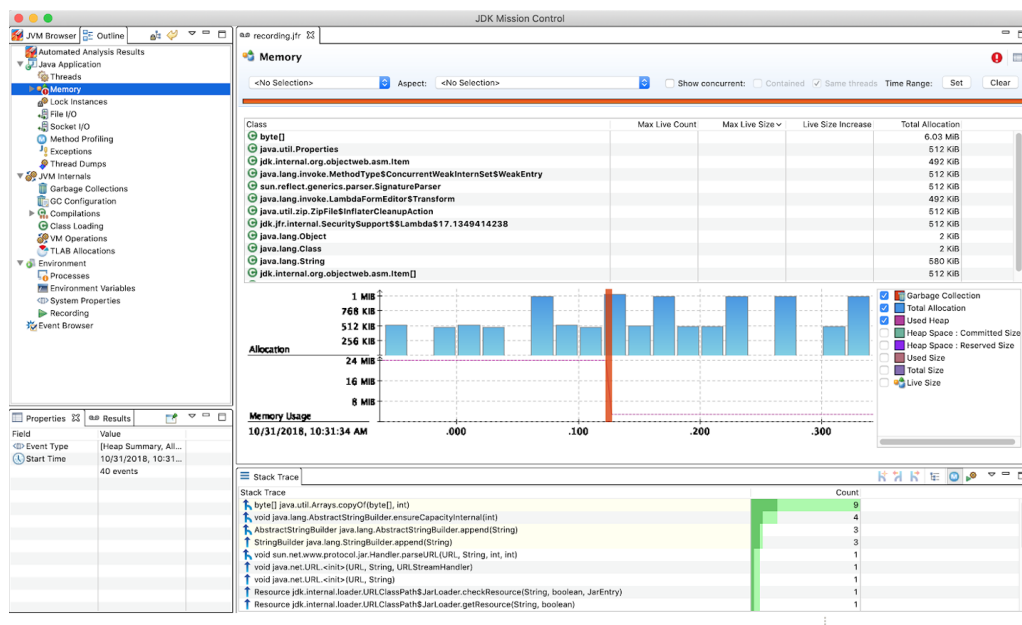 JDK Mission Control
JVM Browser Outline
Automated Analysis Results
Java Application
Threads
Memory
Lock Instances
File I/O
Socket I/O
Method Profiling
Exceptions
Thread Dumps
JVM Internals
Garbage Collections
GC Configuration
Compilations
Class Loading
VM Operations
TLAB Allocations
Environment
Processes
Environment Variables
System Properties
Recording
Event Browser
Properties Results
Field Value
Event Type [Heap Summary, All...
Start Time 10/31/2018, 10:31...
40 events
recording.jfr
Memory
<No Selection> Aspect: <No Selection> Show concurrent: Contained Same threads Time Range: Set Clear
Class Max Live Count Max Live Size Live Size Increase Total Allocation
byte[] 6.03 MiB
java.util.Properties 512 KiB
jdk.internal.org.objectweb.asm.Item 492 KiB
java.lang.invoke.MethodType$ConcurrentWeakInternSet$WeakEntry 512 KiB
sun.reflect.generics.parser.SignatureParser 512 KiB
java.lang.invoke.LambdaFormEditor$Transform 492 KiB
java.util.zip.ZipFile$InflaterCleanupAction 512 KiB
jdk.jfr.internal.SecuritySupport$$Lambda$17.1349414238 512 KiB
java.lang.Object 2 KiB
java.lang.Class 2 KiB
java.lang.String 580 KiB
jdk.internal.org.objectweb.asm.Item[] 512 KiB
1 MiB
768 KiB
512 KiB
256 KiB
Allocation
24 MiB
16 MiB
8 MiB
Memory Usage
10/31/2018, 10:31:34 AM .000 .100 .200 .300
Garbage Collection
Total Allocation
Used Heap
Heap Space : Committed Size
Heap Space : Reserved Size
Used Size
Total Size
Live Size
Stack Trace
Stack Trace Count
byte[] java.util.Arrays.copyOf(byte[], int) 9
void java.lang.AbstractStringBuilder.ensureCapacityInternal(int) 4
AbstractStringBuilder java.lang.AbstractStringBuilder.append(String) 3
StringBuilder java.lang.StringBuilder.append(String) 3
void sun.net.www.protocol.jar.Handler.parseURL(URL, String, int, int) 1
void java.net.URL.<init>(URL, String, URLStreamHandler) 1
void java.net.URL.<init>(URL, String) 1
Resource jdk.internal.loader.URLClassPath$JarLoader.checkResource(String, boolean, JarEntry) 1
Resource jdk.internal.loader.URLClassPath$JarLoader.getResource(String, boolean) 1